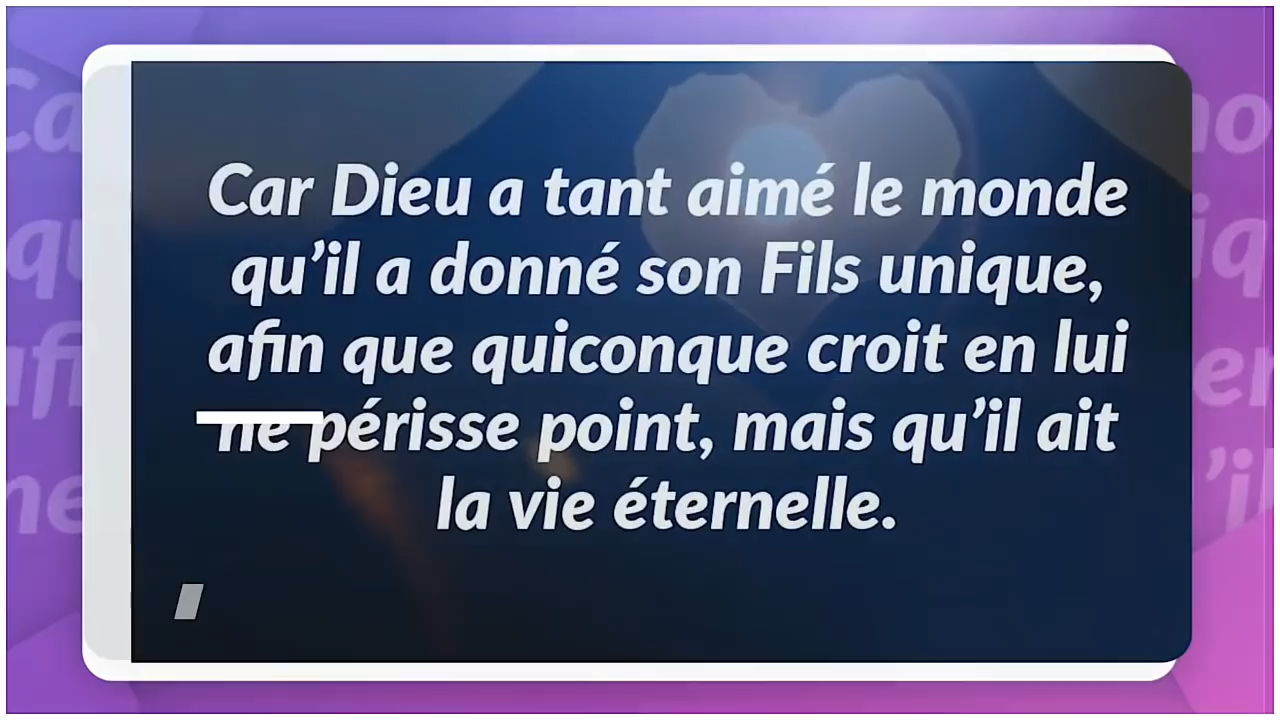 Car Dieu a tant aimé le monde
qu’il a donné son Fils unique,
afin que quiconque croit en lui
ne périsse point, mais qu’il ait
la vie éternelle.